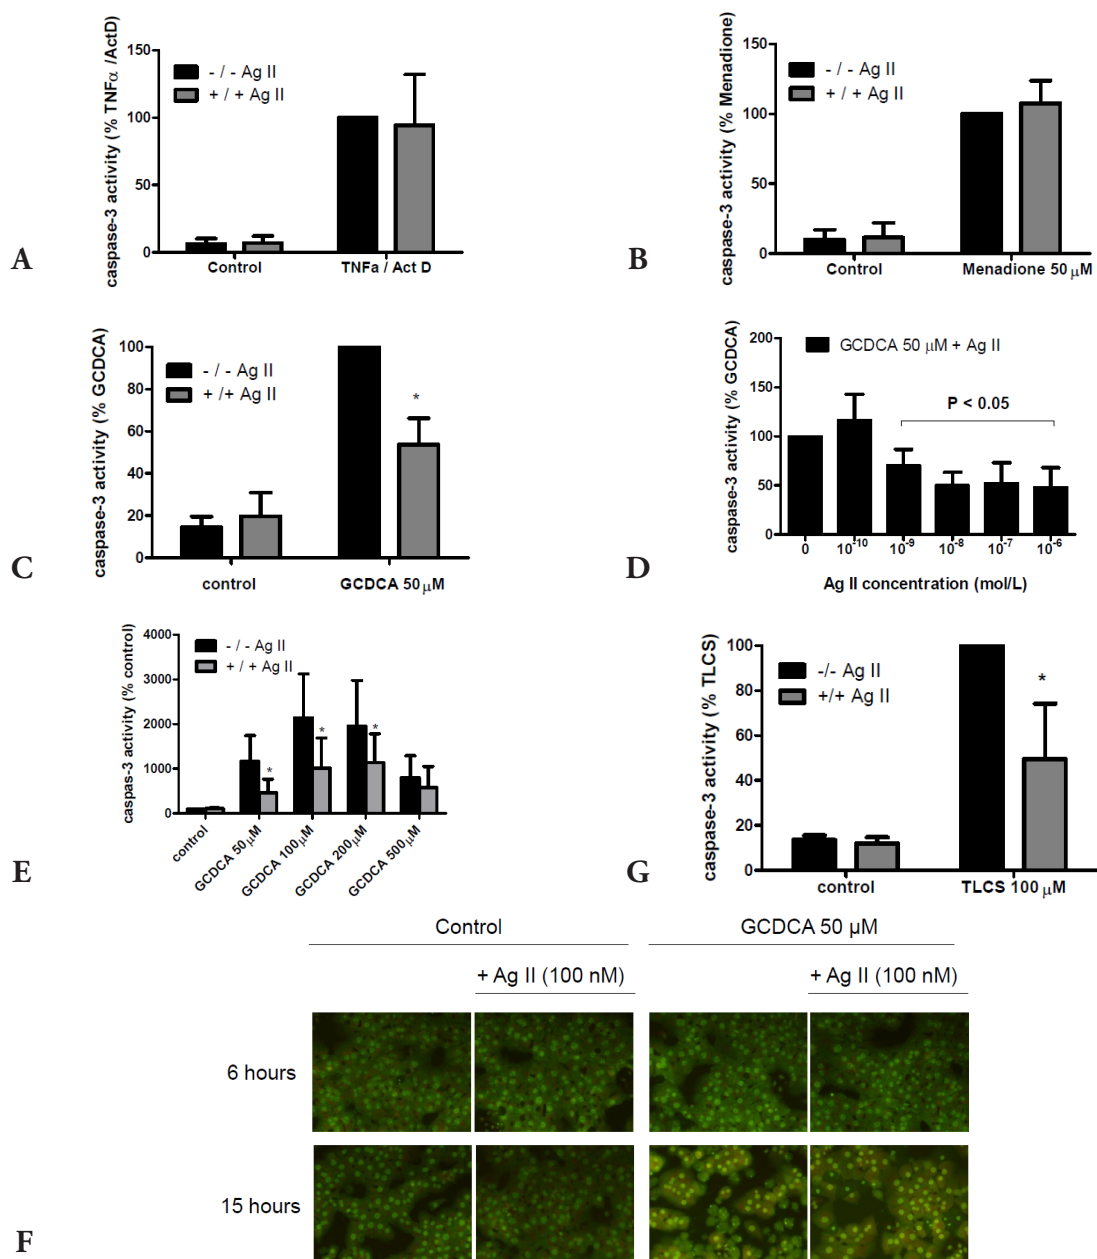 caspase-3 activity (% TNFα /ActD)
150
100
50
0
- / - Ag II
+ / + Ag II
Control
TNFa / Act D
A
caspase-3 activity (% Menadione)
150
100
50
0
- / - Ag II
+ / + Ag II
Control
Menadione 50 µM
B
caspase-3 activity (% GCDCA)
100
80
60
40
20
0
- / - Ag II
+ /+ Ag II
*
control
GCDCA 50µM
C
caspase-3 activity (% GCDCA)
200
150
100
50
0
GCDCA 50 µM + Ag II
P < 0.05
0
10-10
10-9
10-8
10-7
10-6
Ag II concentration (mol/L)
D
caspas-3 activity (% control)
4000
3000
2000
1000
0
- / - Ag II
+ / + Ag II
*
*
*
control
GCDCA 50µM
GCDCA 100µM
GCDCA 200µM
GCDCA 500µM
E
caspase-3 activity (% TLCS)
100
80
60
40
20
0
-/- Ag II
+/+ Ag II
*
control
TLCS 100 µM
G
Control
GCDCA 50 µM
+ Ag II (100 nM)
+ Ag II (100 nM)
6 hours
15 hours
F